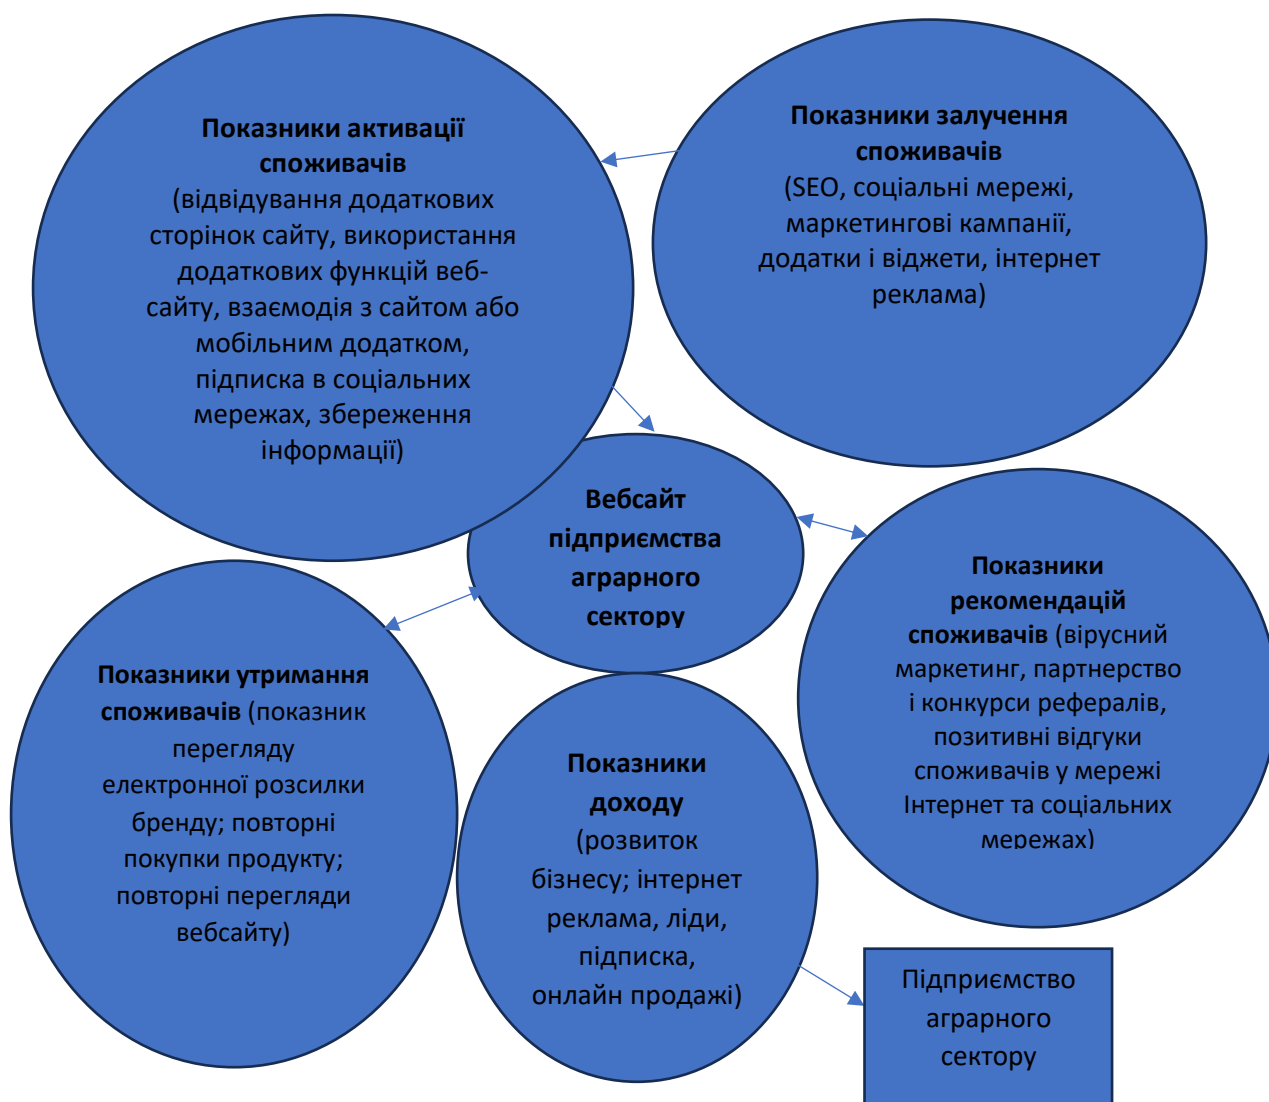 Показники активації
споживачів
(відвідування додаткових
сторінок сайту, використання
додаткових функцій веб-
сайту, взаємодія з сайтом або
мобільним додатком,
підписка в соціальних
мережах, збереження
інформації)
Показники залучення
споживачів
(SEO, соціальні мережі,
маркетингові кампанії,
додатки і віджети, інтернет
реклама)
Вебсайт
підприємства
аграрного
сектору
Показники
рекомендацій
споживачів (вірусний
маркетинг, партнерство
і конкурси рефералів,
позитивні відгуки
споживачів у мережі
Інтернет та соціальних
мережах)
Показники утримання
споживачів (показник
перегляду
електронної розсилки
бренду; повторні
покупки продукту;
повторні перегляди
вебсайту)
Показники
доходу
(розвиток
бізнесу; інтернет
реклама, ліди,
підписка,
онлайн продажі)
Підприємство
аграрного
сектору